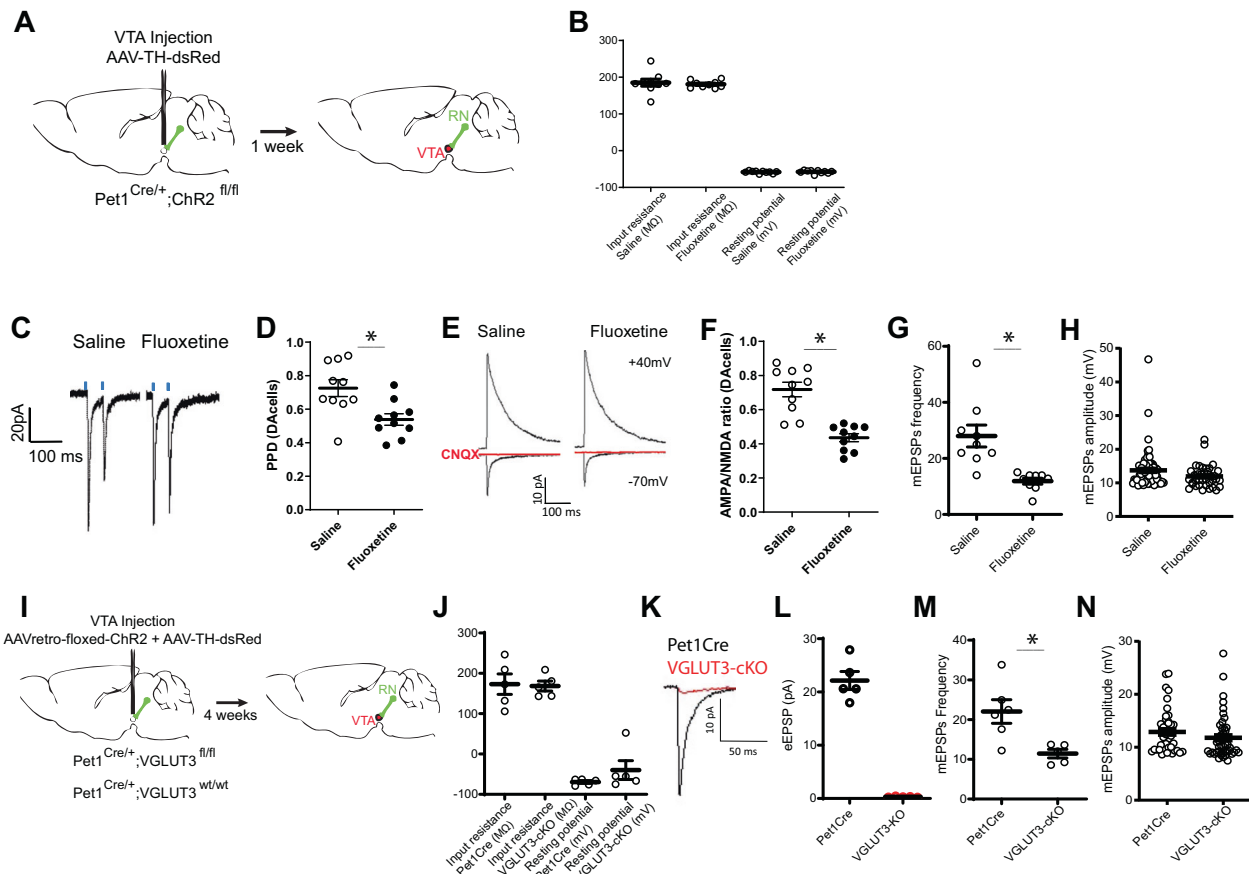 A
VTA Injection
AAV-TH-dsRed
1 week
RN
VTA
Pet1Cre/+;ChR2 fl/fl
B
300
200
100
0
-100
Input resistance
Saline (MΩ)
Input resistance
Fluoxetine (MΩ)
Resting potential
Saline (mV)
Resting potential
Fluoxetine (mV)
C
Saline
Fluoxetine
20pA
100 ms
D
PPD (DAcells)
1.0
0.8
0.6
0.4
0.2
0.0
*
Saline
Fluoxetine
E
Saline
Fluoxetine
+40mV
CNQX
-70mV
10 pA
100 ms
F
AMPA/NMDA ratio (DAcells)
1.0
0.8
0.6
0.4
0.2
0.0
*
Saline
Fluoxetine
G
mEPSPs frequency
60
40
20
0
*
Saline
Fluoxetine
H
mEPSPs amplitude (mV)
50
40
30
20
10
0
Saline
Fluoxetine
I
VTA Injection
AAVretro-floxed-ChR2 + AAV-TH-dsRed
4 weeks
RN
VTA
Pet1Cre/+;VGLUT3 fl/fl
Pet1Cre/+;VGLUT3 wt/wt
J
300
200
100
0
-100
Input resistance
Pet1Cre (MΩ)
Input resistance
VGLUT3-cKO (MΩ)
Resting potential
Pet1Cre (mV)
Resting potential
VGLUT3-cKO (mV)
K
Pet1Cre
VGLUT3-cKO
10 pA
50 ms
L
eEPSP (pA)
30
20
10
0
Pet1Cre
VGLUT3-KO
M
mEPSPs Frequency
40
30
20
10
0
*
Pet1Cre
VGLUT3-cKO
N
mEPSPs amplitude (mV)
30
20
10
0
Pet1Cre
VGLUT3-cKO